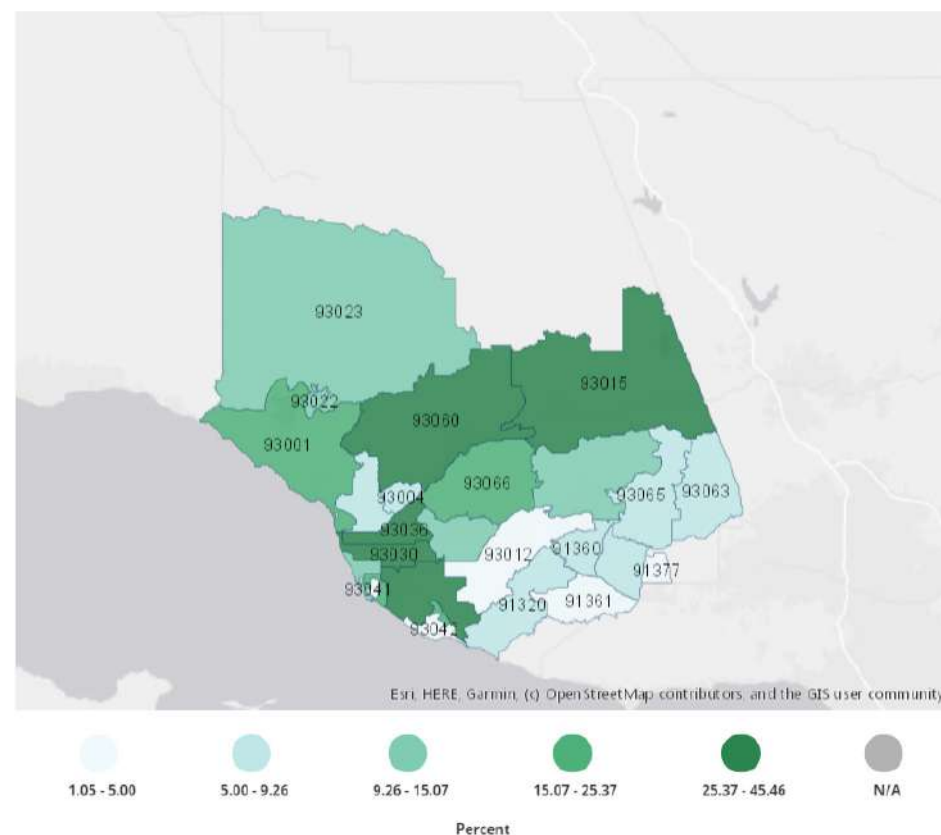 93023
93015
93022
93060
93001
93066
93004
93065
93063
93036
93030
93012
91360
91377
93041
91320
91361
93042
Esri, HERE, Garmin, (c) OpenStreetMap contributors, and the GIS user community
1.05 - 5.00
5.00 - 9.26
9.26 - 15.07
15.07 - 25.37
25.37 - 45.46
N/A
Percent